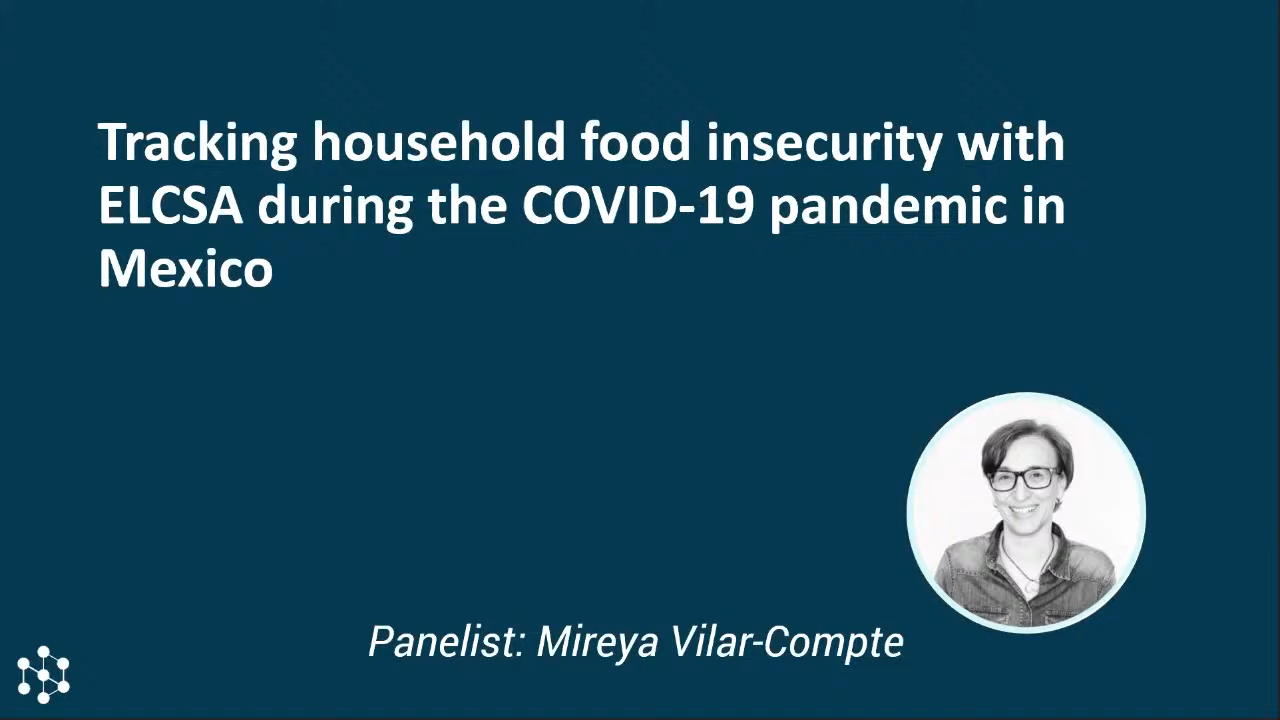 Tracking household food insecurity with
ELCSA during the COVID-19 pandemic in
Mexico
Panelist: Mireya Vilar-Compte